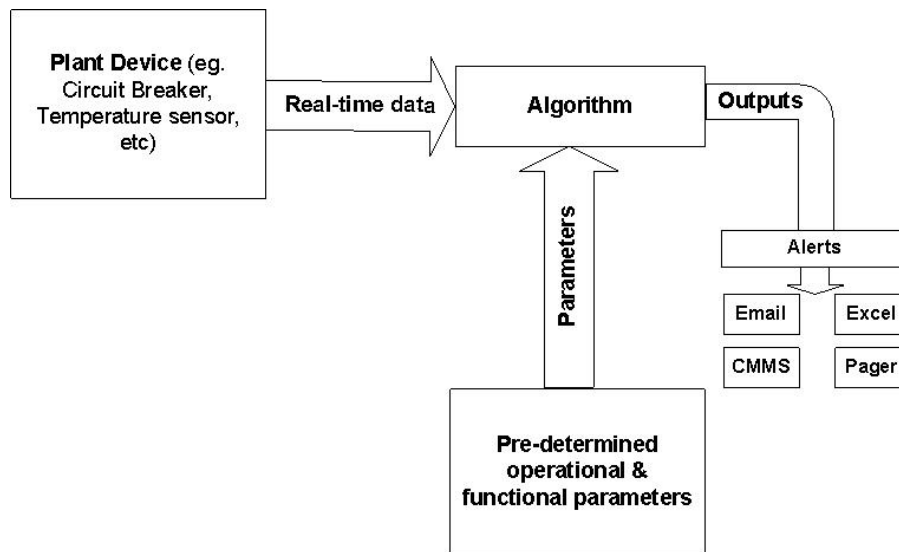 Plant Device (eg.
Circuit Breaker,
Temperature sensor,
etc)
Real-time data
Algorithm
Outputs
Parameters
Alerts
Email
Excel
CMMS
Pager
Pre-determined
operational &
functional parameters